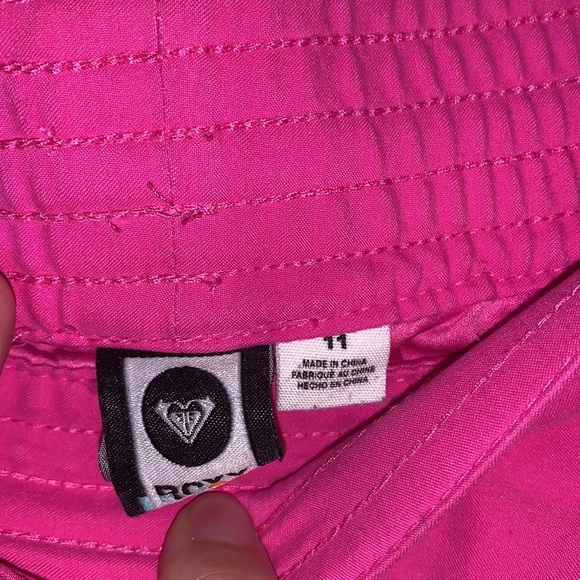 11
MADE IN CHINA
FABRIQUÉ AU CHINE
HECHO EN CHINA
ROXY